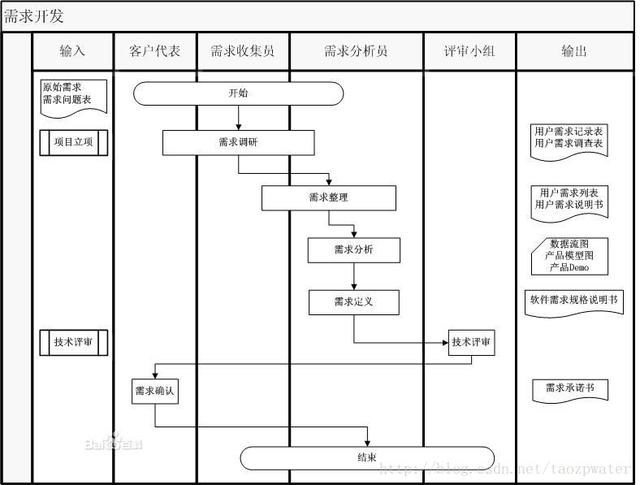 需求开发
输入
客户代表
需求收集员
需求分析员
评审小组
输出
原始需求
需求问题表
开始
项目立项
需求调研
用户需求记录表
用户需求调查表
需求整理
用户需求列表
用户需求说明书
需求分析
数据流图
产品模型图
产品Demo
需求定义
软件需求规格说明书
技术评审
技术评审
需求确认
需求承诺书
Bai百科
结束
http://blog.csdn.net/taozpwater